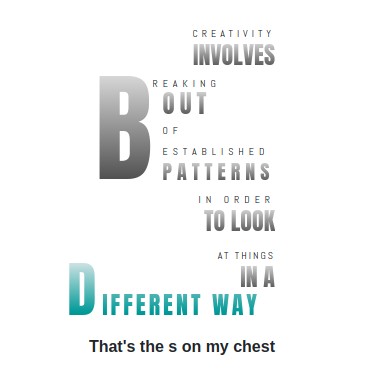 CREATIVITY
INVOLVES
BREAKING
OUT
OF
ESTABLISHED
PATTERNS
IN ORDER
TO LOOK
AT THINGS
IN A
DIFFERENT WAY
That's the s on my chest